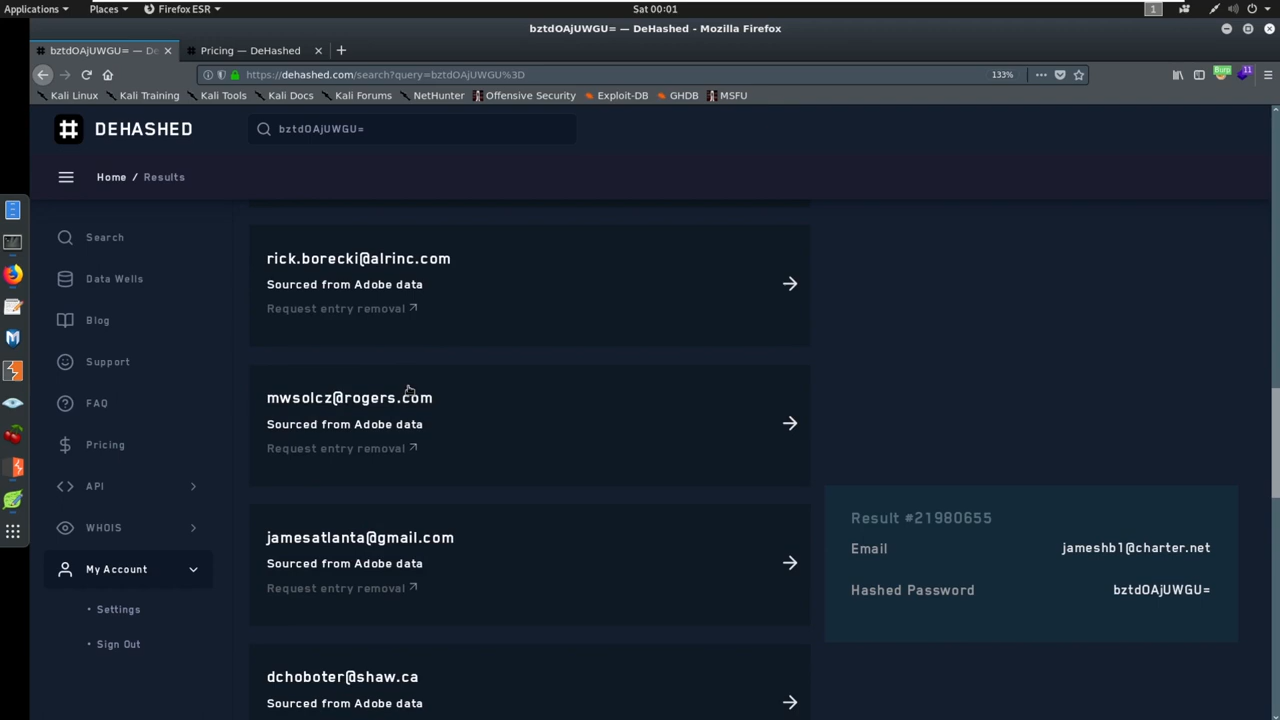 Applications Places Firefox ESR Sat 00:01 1
bztdOAjUWGU= — DeHashed - Mozilla Firefox
bztdOAjUWGU= — De Pricing — DeHashed
https://dehashed.com/search?query=bztdOAjUWGU%3D 133% Burp 11
Kali Linux Kali Training Kali Tools Kali Docs Kali Forums NetHunter Offensive Security Exploit-DB GHDB MSFU
DEHASHED bztdOAjUWGU=
Home / Results
Search
Data Wells
Blog
Support
FAQ
Pricing
API
WHOIS
My Account
Settings
Sign Out
rick.borecki@alrinc.com
Sourced from Adobe data
Request entry removal
mwsolcz@rogers.com
Sourced from Adobe data
Request entry removal
jamesatlanta@gmail.com
Sourced from Adobe data
Request entry removal
dchoboter@shaw.ca
Sourced from Adobe data
Result #21980655
Email jameshb1@charter.net
Hashed Password bztdOAjUWGU=